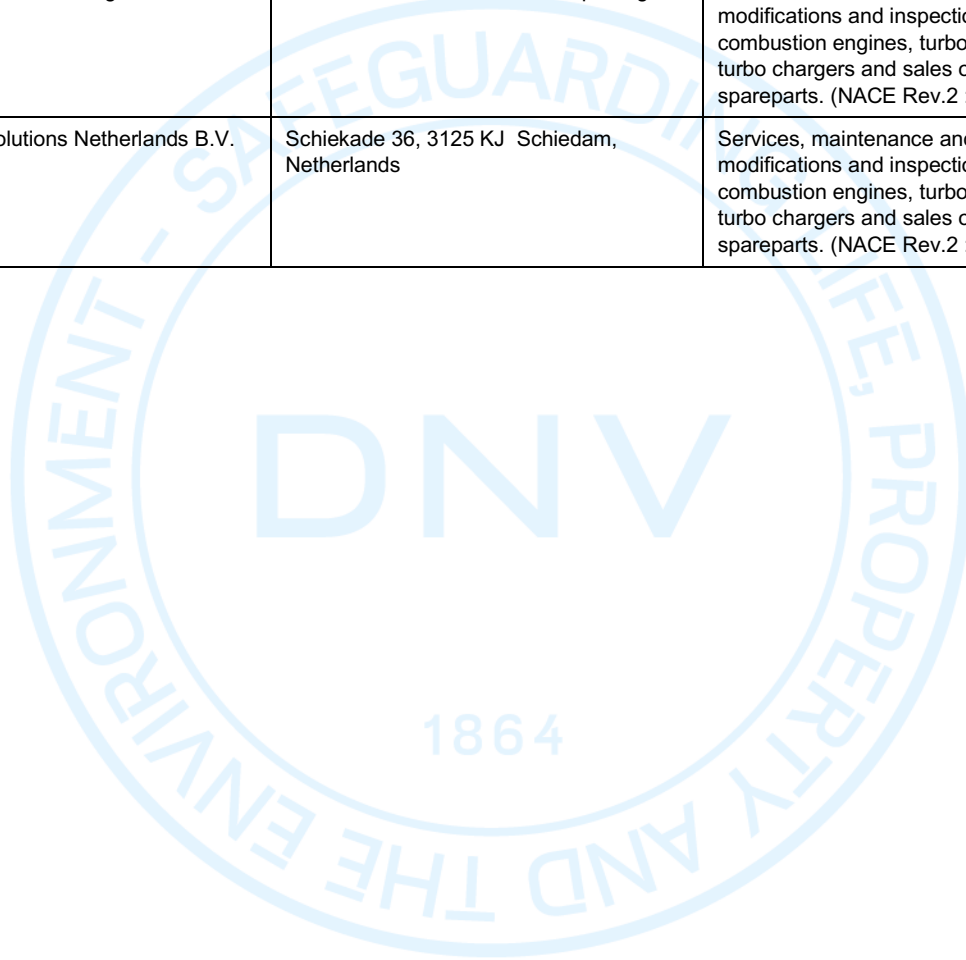 modifications and inspectio
combustion engines, turbo
turbo chargers and sales o
spareparts. (NACE Rev.2
olutions Netherlands B.V.
Schiekade 36, 3125 KJ Schiedam,
Netherlands
Services, maintenance and
modifications and inspectio
combustion engines, turbo
turbo chargers and sales o
spareparts. (NACE Rev.2
SAFEGUARDING LIFE, PROPERTY AND THE ENVIRONMENT -
DNV
1864